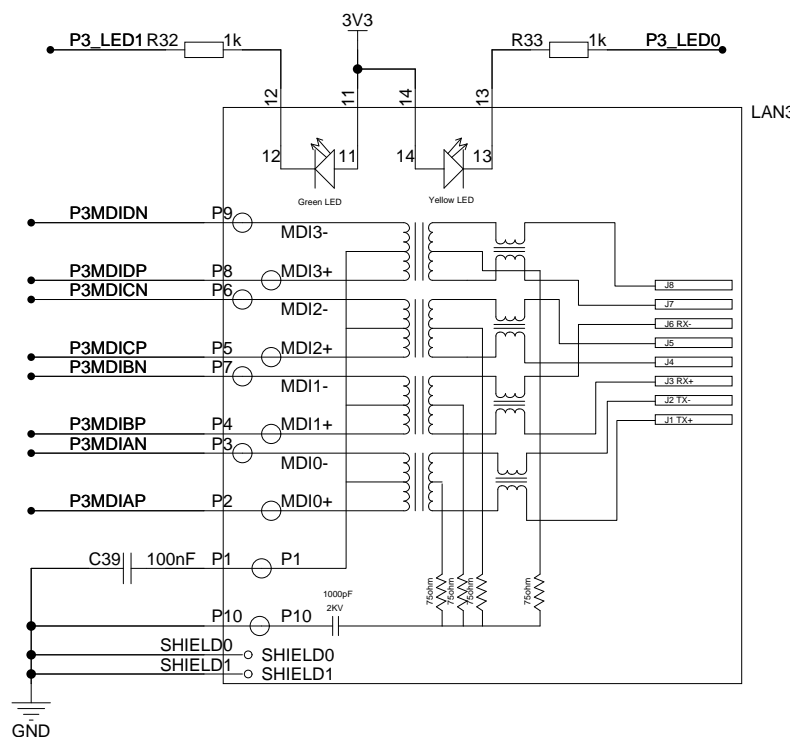 3V3
P3_LED1 R32 1k
R33 1k P3_LED0
12 11 14 13
LAN3
12 11 14 13
Green LED
Yellow LED
P3MDIDN P9 MDI3-
P3MDIDP P8 MDI3+
P3MDICN P6 MDI2-
P3MDICP P5 MDI2+
P3MDIBN P7 MDI1-
P3MDIBP P4 MDI1+
P3MDIAN P3 MDI0-
P3MDIAP P2 MDI0+
J8
J7
J6 RX-
J5
J4
J3 RX+
J2 TX-
J1 TX+
C39 100nF P1 P1
75ohm 75ohm 75ohm 75ohm
1000pF
2KV
P10 P10
SHIELD0 SHIELD0
SHIELD1 SHIELD1
GND